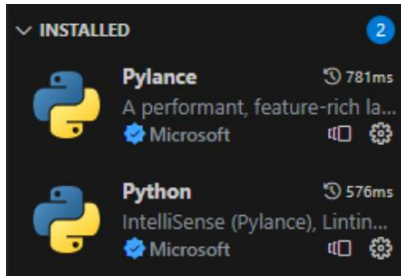 INSTALLED 2
Pylance 781ms
A performant, feature-rich la...
Microsoft
Python 576ms
IntelliSense (Pylance), Lintin...
Microsoft